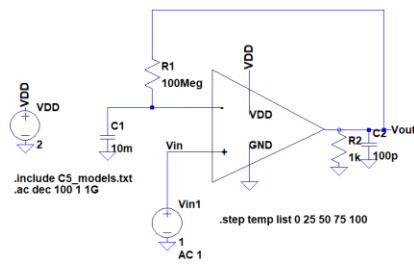 R1
100Meg
VDD
VDD
VDD
2
C1
10m
Vin
-
+
VDD
GND
R2
1k
C2
100p
Vout
.include C5_models.txt
.ac dec 100 1 1G
Vin1
1
AC 1
.step temp list 0 25 50 75 100